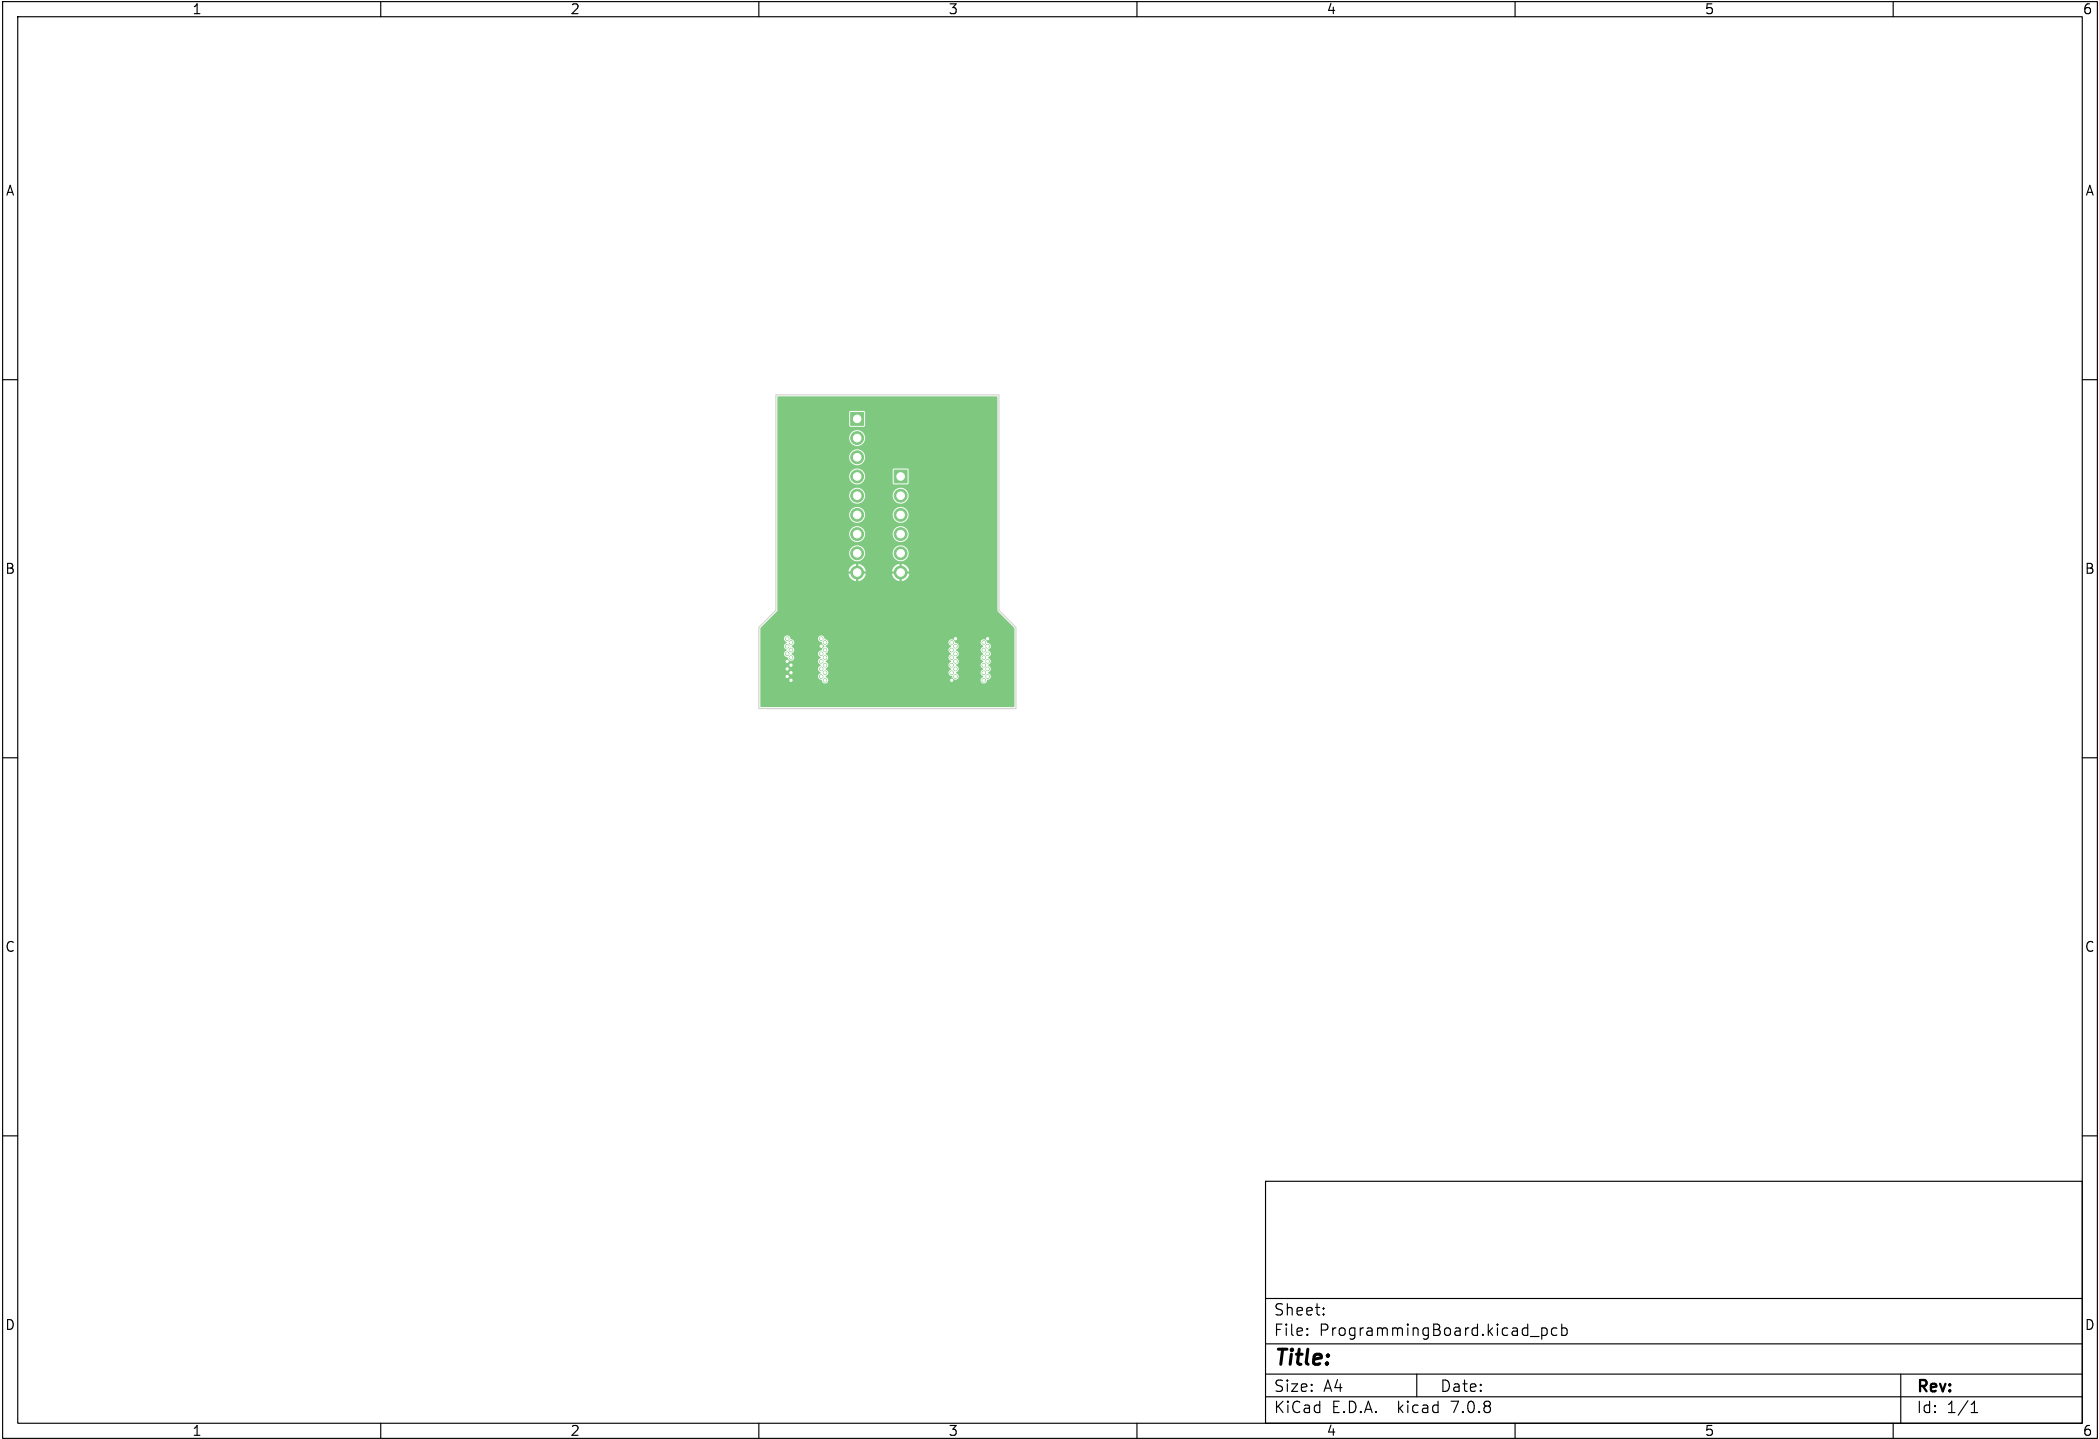 1 2 3 4 5 6
A A
B B
C C
D D
Sheet:
File: ProgrammingBoard.kicad_pcb
Title:
Size: A4 Date: Rev:
KiCad E.D.A. kicad 7.0.8 Id: 1/1
1 2 3 4 5 6